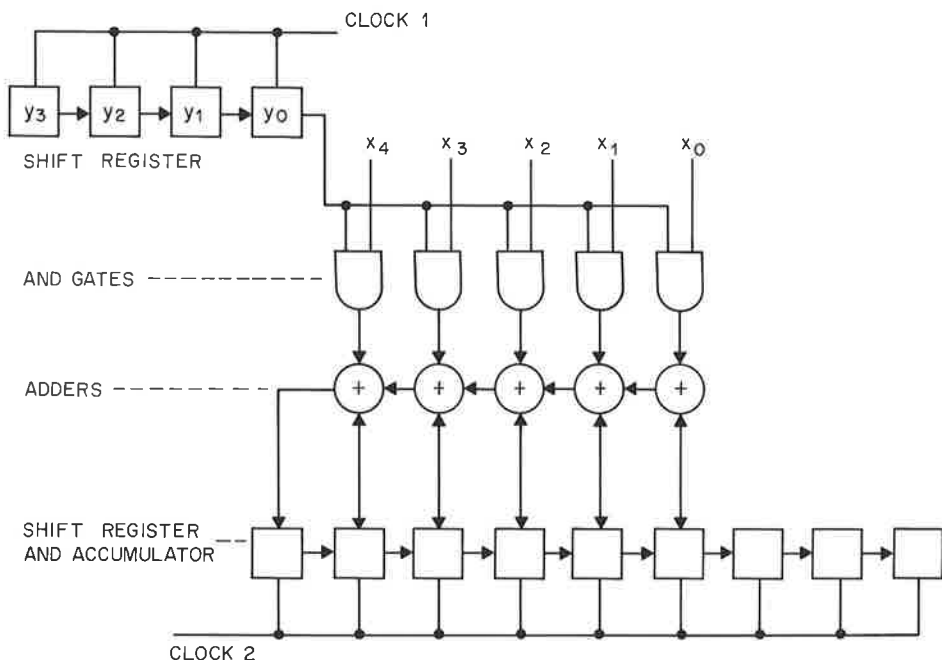 CLOCK 1
y3 y2 y1 y0
SHIFT REGISTER
x4 x3 x2 x1 x0
AND GATES
ADDERS
+ + + + +
SHIFT REGISTER
AND ACCUMULATOR
CLOCK 2